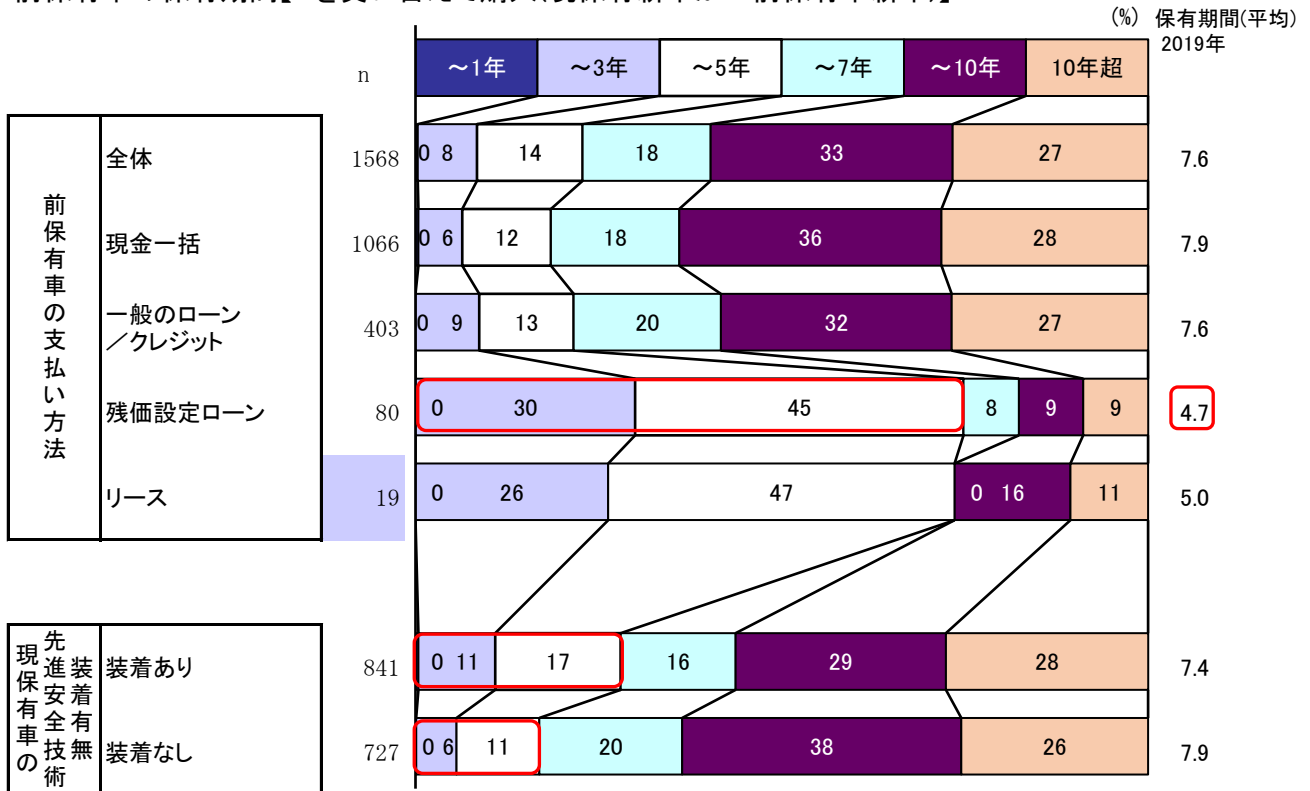 (%) 保有期間(平均)
2019年
n ～1年 ～3年 ～5年 ～7年 ～10年 10年超
前保有車の支払い方法
全体 1568 0 8 14 18 33 27 7.6
現金一括 1066 0 6 12 18 36 28 7.9
一般のローン
／クレジット 403 0 9 13 20 32 27 7.6
残価設定ローン 80 0 30 45 8 9 9 4.7
リース 19 0 26 47 0 16 11 5.0
現保有車の
先進安全技術
装着有無
装着あり 841 0 11 17 16 29 28 7.4
装着なし 727 0 6 11 20 38 26 7.9